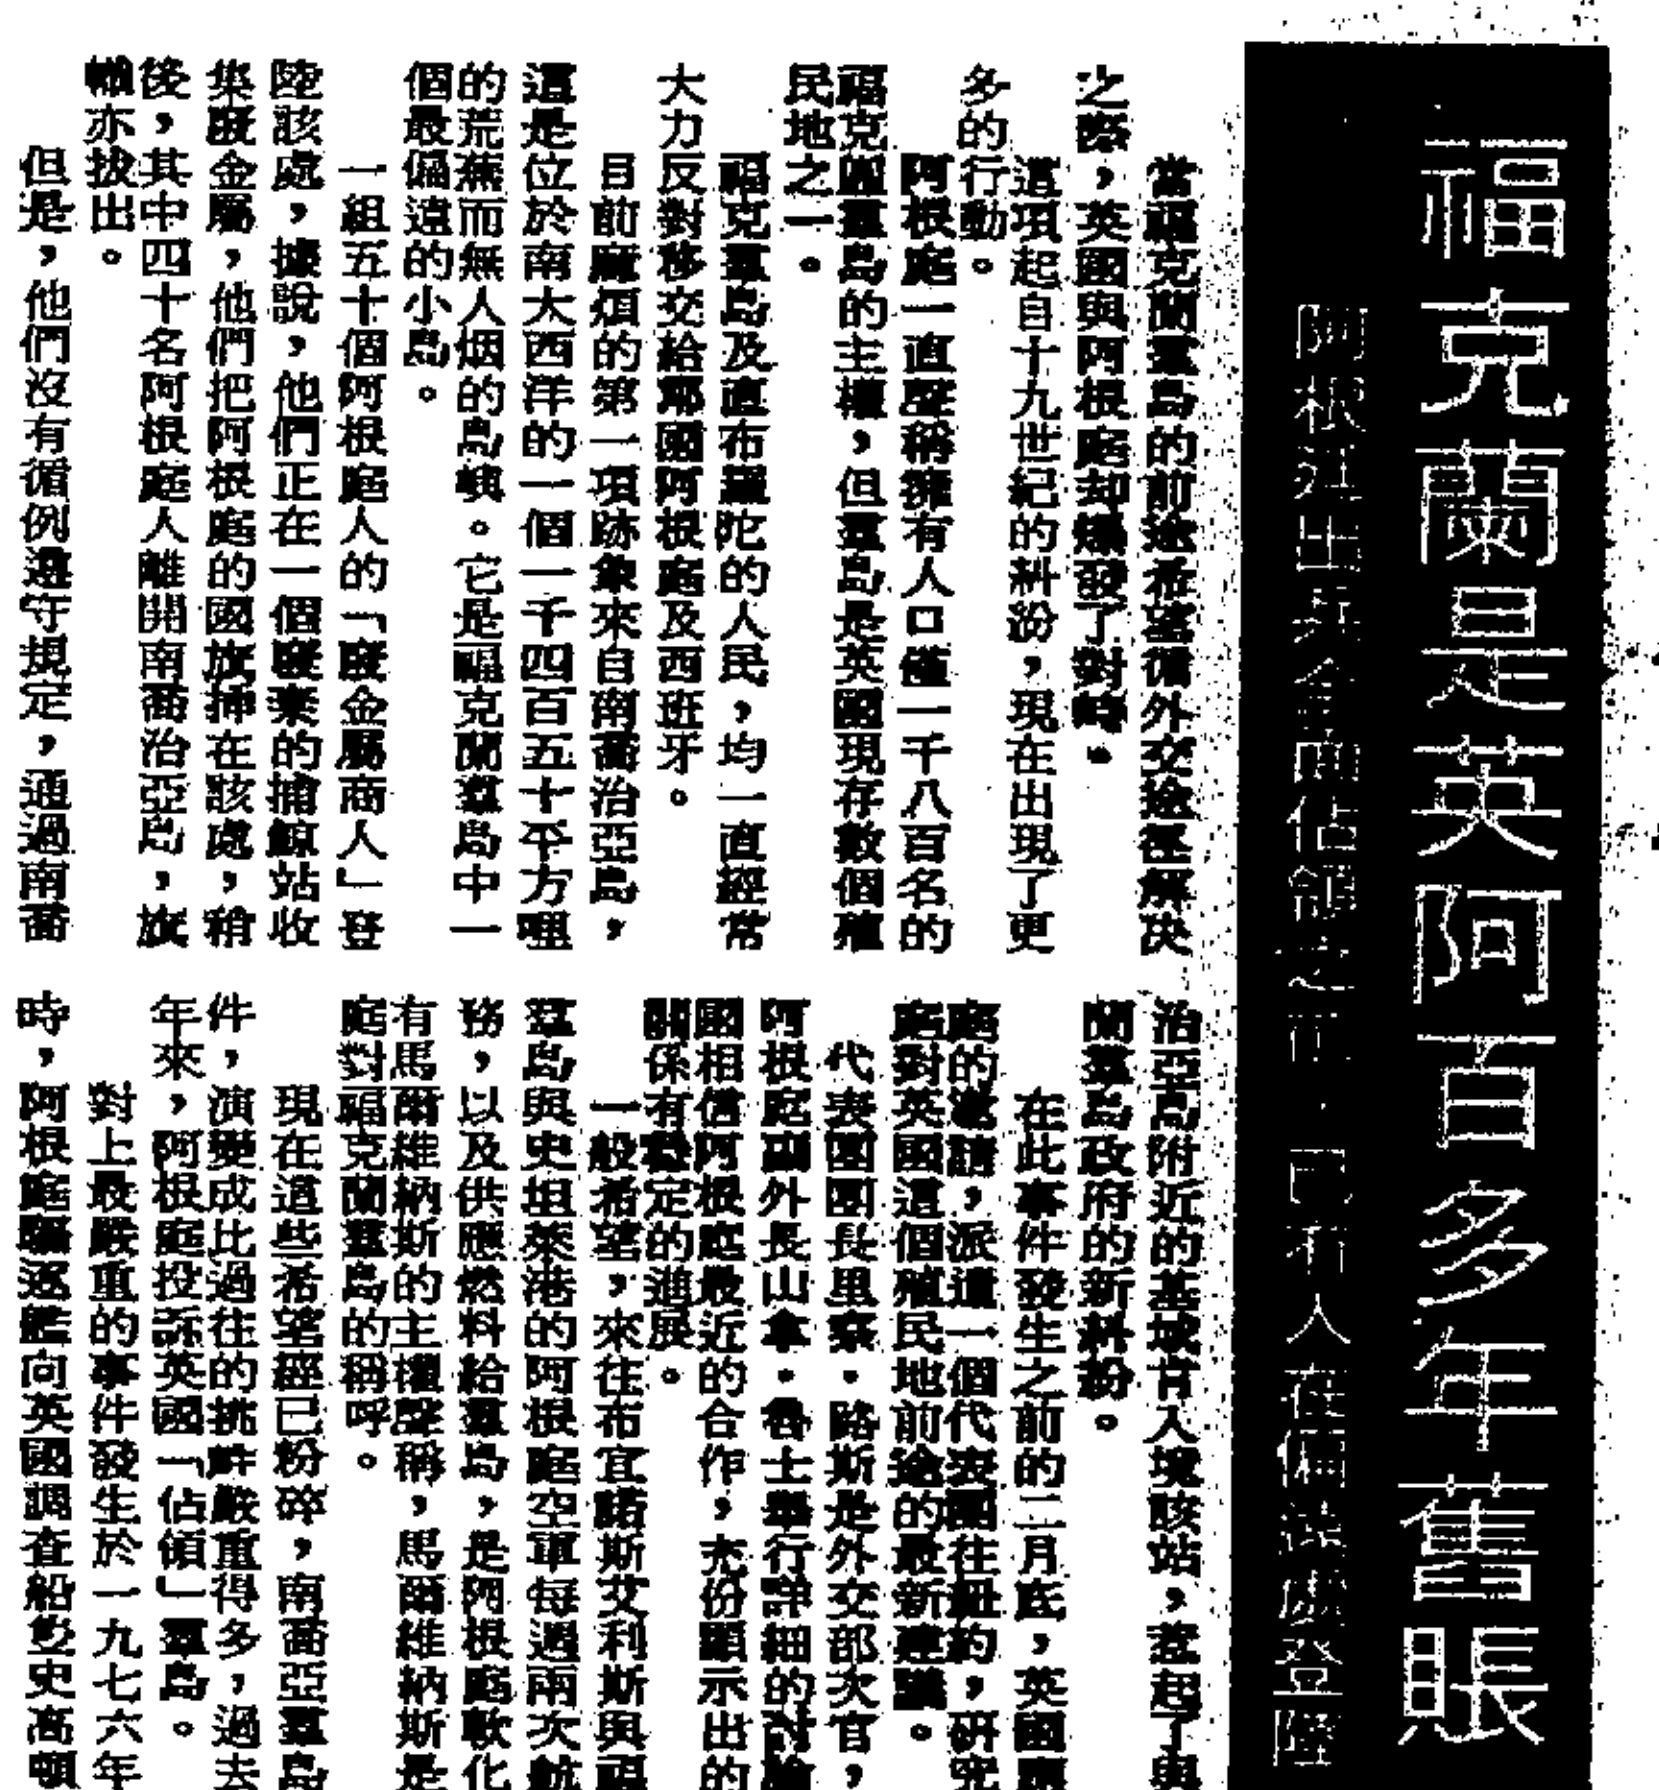 福克蘭是英阿百多年舊賬
阿根廷出兵全面佔領之前,已有人在偏遠處登陸
當福克蘭羣島的前途希望循外交途徑解决
之際,英國與阿根庭却爆發了對峙。
這項起自十九世紀的糾紛,現在出現了更
多的行動。
阿根庭一直聲稱擁有人口僅一千八百名的
福克蘭羣島的主權,但羣島是英國現存數個殖
民地之一。
福克羣島及直布羅陀的人民,均一直經常
大力反對移交給鄰國阿根庭及西班牙。
目前麻煩的第一項跡象來自南喬治亞島,
這是位於南大西洋的一個一千四百五十平方哩
的荒蕪而無人烟的島嶼。它是福克蘭羣島中一
個最偏遠的小島。
一組五十個阿根庭人的「廢金屬商人」登
陸該處,據說,他們正在一個廢棄的捕鯨站收
集廢金屬,他們把阿根庭的國旗揷在該處,稍
後,其中四十名阿根庭人離開南喬治亞島,旗
幟亦拔出。
但是,他們沒有循例遵守規定,通過南喬
治亞島附近的基域肯入境該站,惹起了與
蘭羣島政府的新糾紛。
在此事件發生之前的二月底,英國應
庭的邀請,派遣一個代表團往紐約,研究
庭對英國這個殖民地前途的最新建議。
代表團團長里察・路斯是外交部次官,
阿根庭副外長山拿・魯士舉行詳細的討論
國相信阿根庭最近的合作,充份顯示出的
關係有穩定的進展。
一般希望,來往布宜諾斯艾利斯與福
羣島與史坦萊港的阿根庭空軍每週兩次航
務,以及供應燃料給羣島,是阿根庭軟化
有馬爾維納斯的主權聲稱,馬爾維納斯是
庭對福克蘭羣島的稱呼。
現在這些希望經已粉碎,南喬亞羣島
件,演變成比過往的挑衅嚴重得多,過去
年來,阿根庭投訴英國「佔領」羣島。
對上最嚴重的事件發生於一九七六年
時,阿根庭驅逐艦向英國調查船彭史高頓